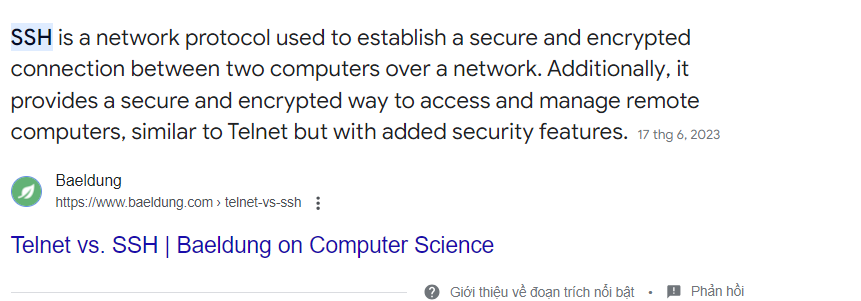 SSH is a network protocol used to establish a secure and encrypted
connection between two computers over a network. Additionally, it
provides a secure and encrypted way to access and manage remote
computers, similar to Telnet but with added security features. 17 thg 6, 2023
Baeldung
https://www.baeldung.com › telnet-vs-ssh
Telnet vs. SSH | Baeldung on Computer Science
Giới thiệu về đoạn trích nổi bật • Phản hồi